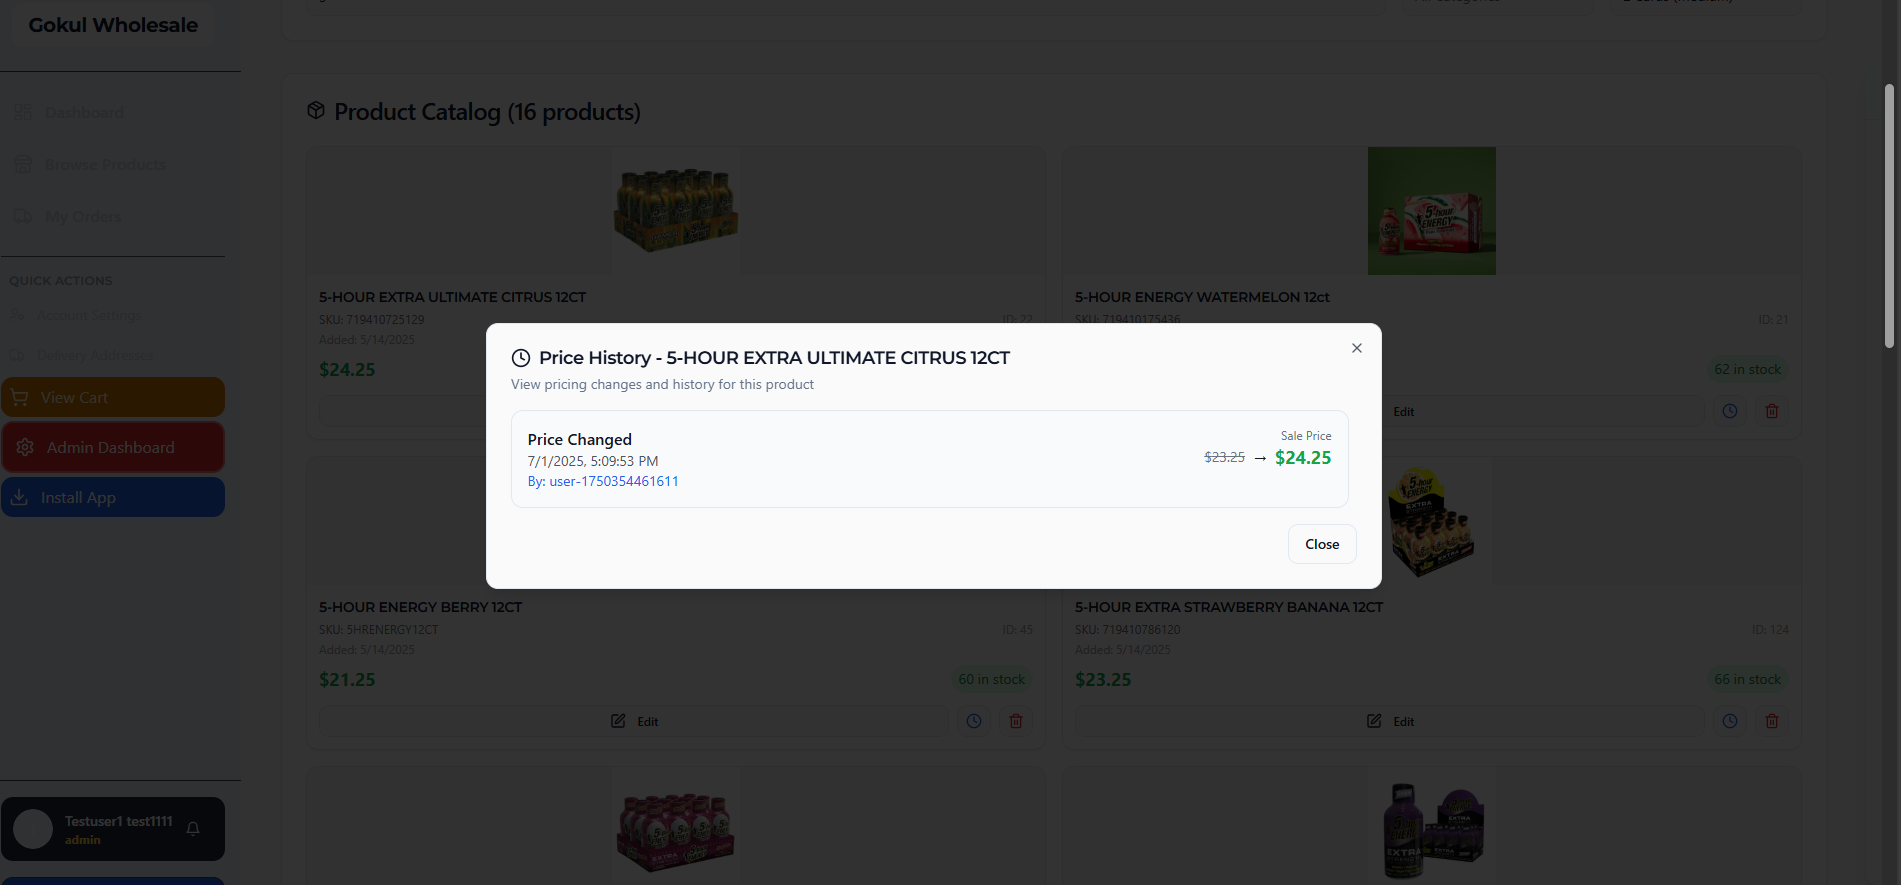 Gokul Wholesale
Dashboard
Browse Products
My Orders
QUICK ACTIONS
Account Settings
Delivery Addresses
View Cart
Admin Dashboard
Install App
Testuser1 test1111
admin
Product Catalog (16 products)
5-HOUR EXTRA ULTIMATE CITRUS 12CT
SKU: 719410725129
ID: 22
Added: 5/14/2025
$24.25
5-hour
ENERGY
5-HOUR ENERGY WATERMELON 12ct
SKU: 719410175436
ID: 21
62 in stock
Edit
Price History - 5-HOUR EXTRA ULTIMATE CITRUS 12CT
View pricing changes and history for this product
Price Changed
7/1/2025, 5:09:53 PM
By: user-1750354461611
Sale Price
$23.25 → $24.25
Close
5-HOUR ENERGY BERRY 12CT
SKU: 5HRENERGY12CT
ID: 45
Added: 5/14/2025
$21.25
60 in stock
Edit
5-HOUR EXTRA STRAWBERRY BANANA 12CT
SKU: 719410786120
ID: 124
Added: 5/14/2025
$23.25
66 in stock
Edit
EXTRA